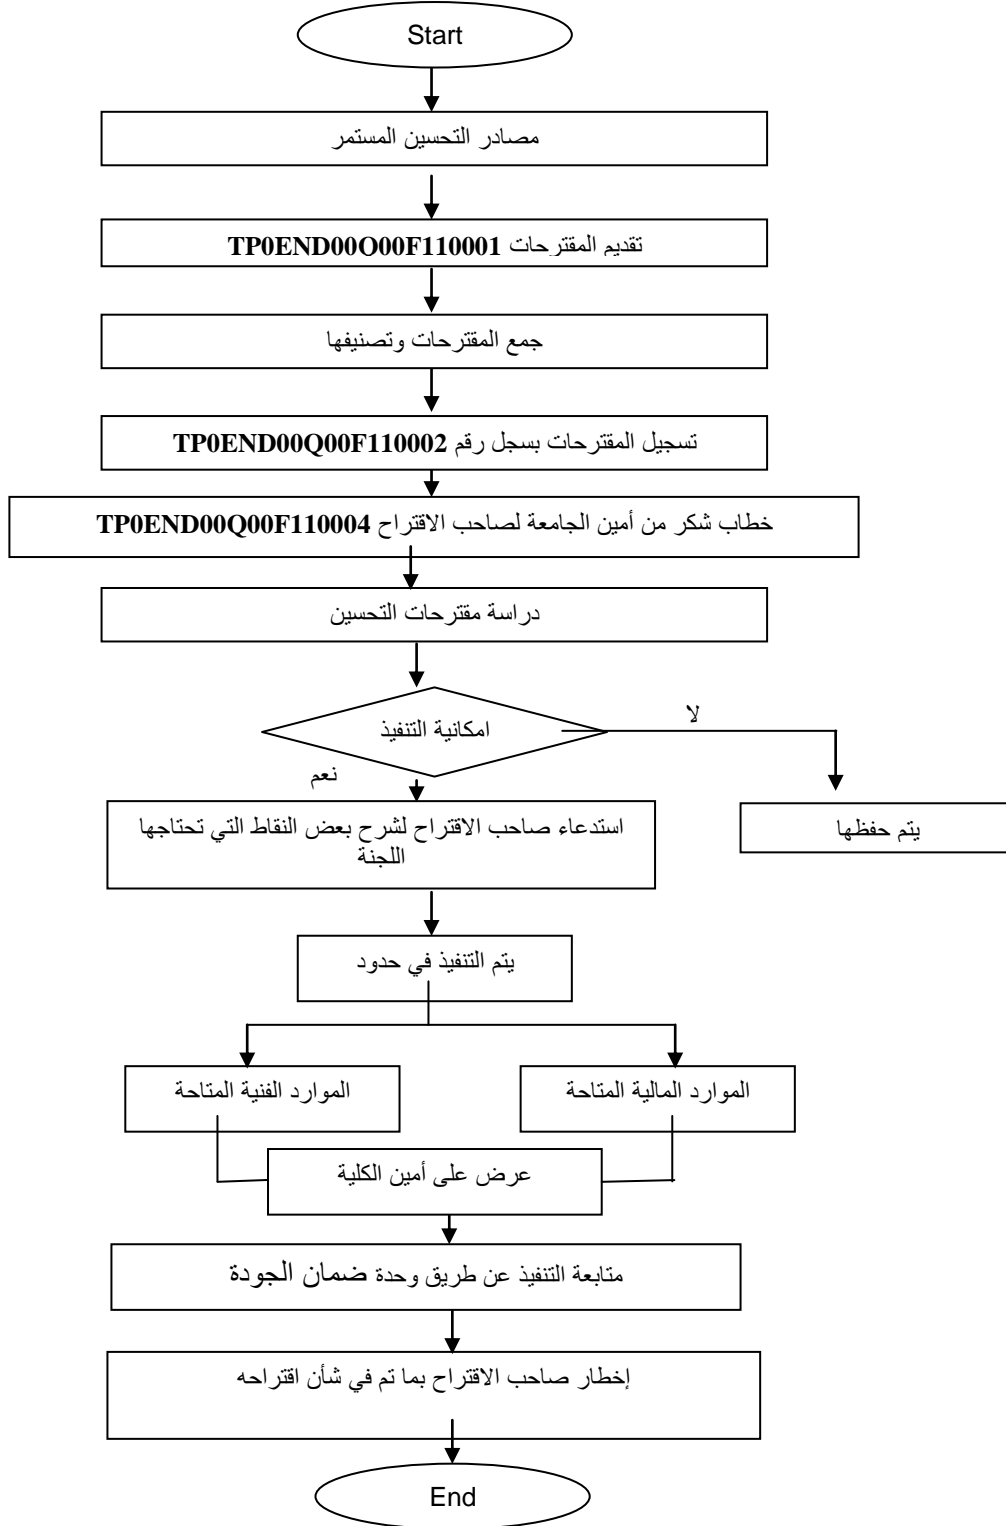 Start
مصادر التحسين المستمر
تقديم المقترحات TP0END00Q00F110001
جمع المقترحات وتصنيفها
تسجيل المقترحات بسجل رقم TP0END00Q00F110002
خطاب شكر من أمين الجامعة لصاحب الاقتراح TP0END00Q00F110004
دراسة مقترحات التحسين
امكانية التنفيذ
لا
نعم
استدعاء صاحب الاقتراح لشرح بعض النقاط التي تحتاجها
اللجنة
يتم حفظها
يتم التنفيذ في حدود
الموارد المالية المتاحة
الموارد الفنية المتاحة
عرض على أمين الكلية
متابعة التنفيذ عن طريق وحدة ضمان الجودة
إخطار صاحب الاقتراح بما تم في شأن اقتراحه
End